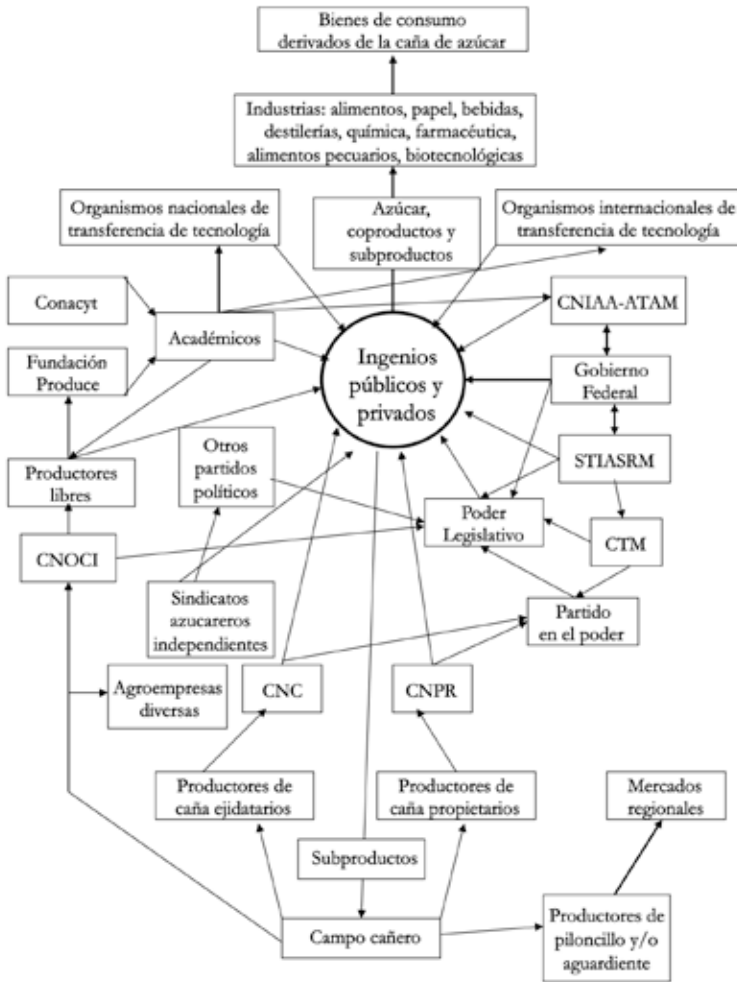 Bienes de consumo
derivados de la caña de azúcar
Industrias: alimentos, papel, bebidas,
destilerías, química, farmacéutica,
alimentos pecuarios, biotecnológicas
Organismos nacionales de
transferencia de tecnología
Azúcar,
coproductos y
subproductos
Organismos internacionales de
transferencia de tecnología
Conacyt
Académicos
CNIAA-ATAM
Fundación
Produce
Ingenios
públicos y
privados
Gobierno
Federal
Productores
libres
Otros
partidos
políticos
STIASRM
Poder
Legislativo
CTM
CNOCI
Sindicatos
azucareros
independientes
Partido
en el poder
Agroempresas
diversas
CNC
CNPR
Productores de
caña ejidatarios
Productores de
caña propietarios
Mercados
regionales
Subproductos
Campo cañero
Productores de
piloncillo y/o
aguardiente